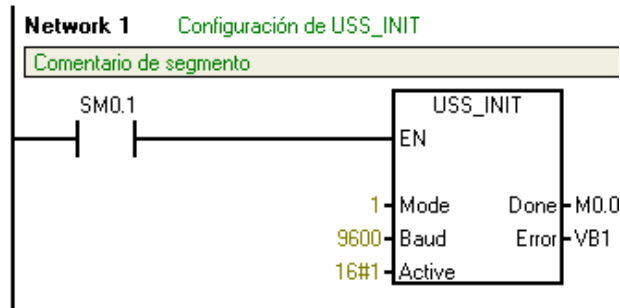 Network 1 Configuración de USS_INIT
Comentario de segmento
SM0.1
USS_INIT
EN
1 Mode Done M0.0
9600 Baud Error VB1
16#1 Active